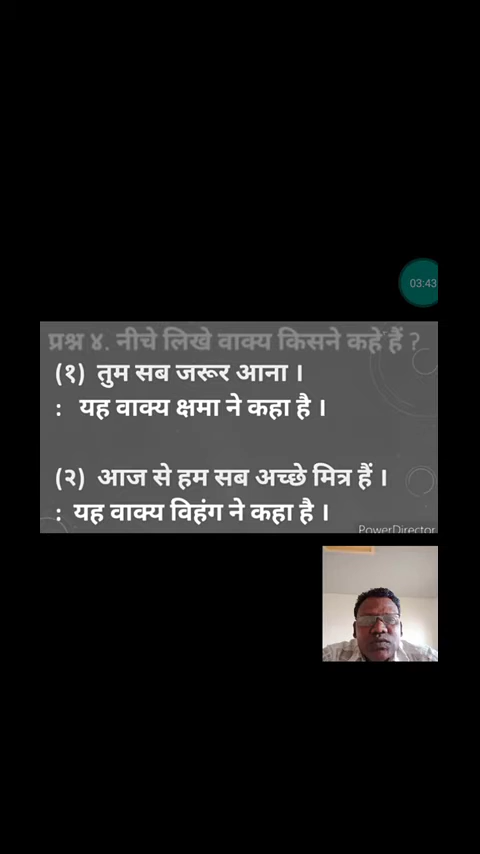 03:43
प्रश्न ४. नीचे लिखे वाक्य किसने कहे हैं ?
(१) तुम सब जरूर आना ।
: यह वाक्य क्षमा ने कहा है ।
(२) आज से हम सब अच्छे मित्र हैं ।
: यह वाक्य विहंग ने कहा है ।
PowerDirector